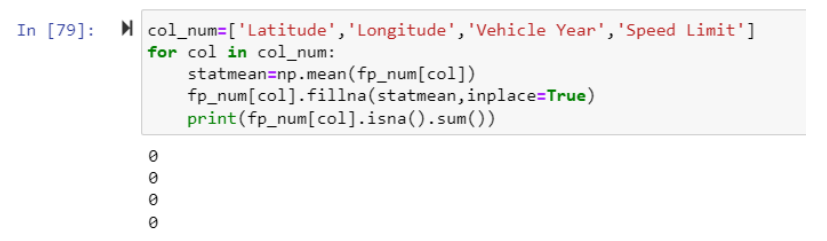 In [79]: col_num=['Latitude','Longitude','Vehicle Year','Speed Limit']
for col in col_num:
    statmean=np.mean(fp_num[col])
    fp_num[col].fillna(statmean,inplace=True)
    print(fp_num[col].isna().sum())
0
0
0
0